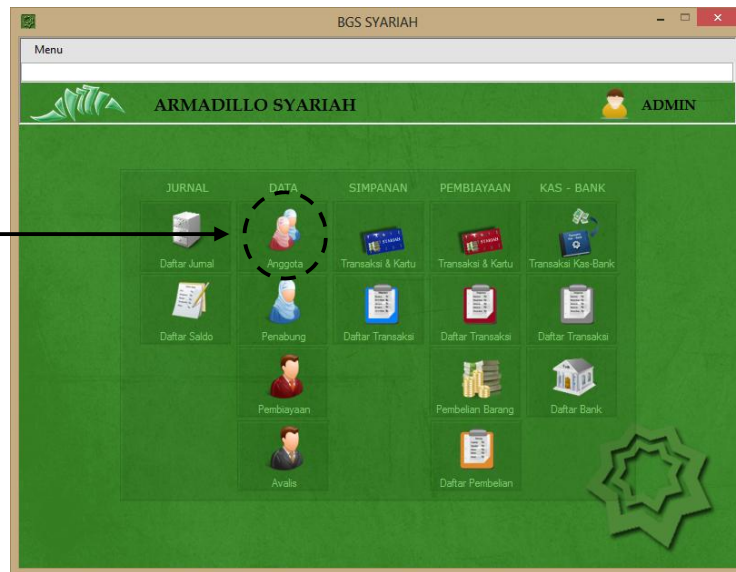 BGS SYARIAH
Menu
ARMADILLO SYARIAH
ADMIN
JURNAL DATA SIMPANAN PEMBIAYAAN KAS - BANK
Daftar Jurnal Anggota Transaksi & Kartu Transaksi & Kartu Transaksi Kas-Bank
Daftar Saldo Penabung Daftar Transaksi Daftar Transaksi Daftar Transaksi
Pembiayaan Pembelian Barang Daftar Bank
Avalis Daftar Pembelian